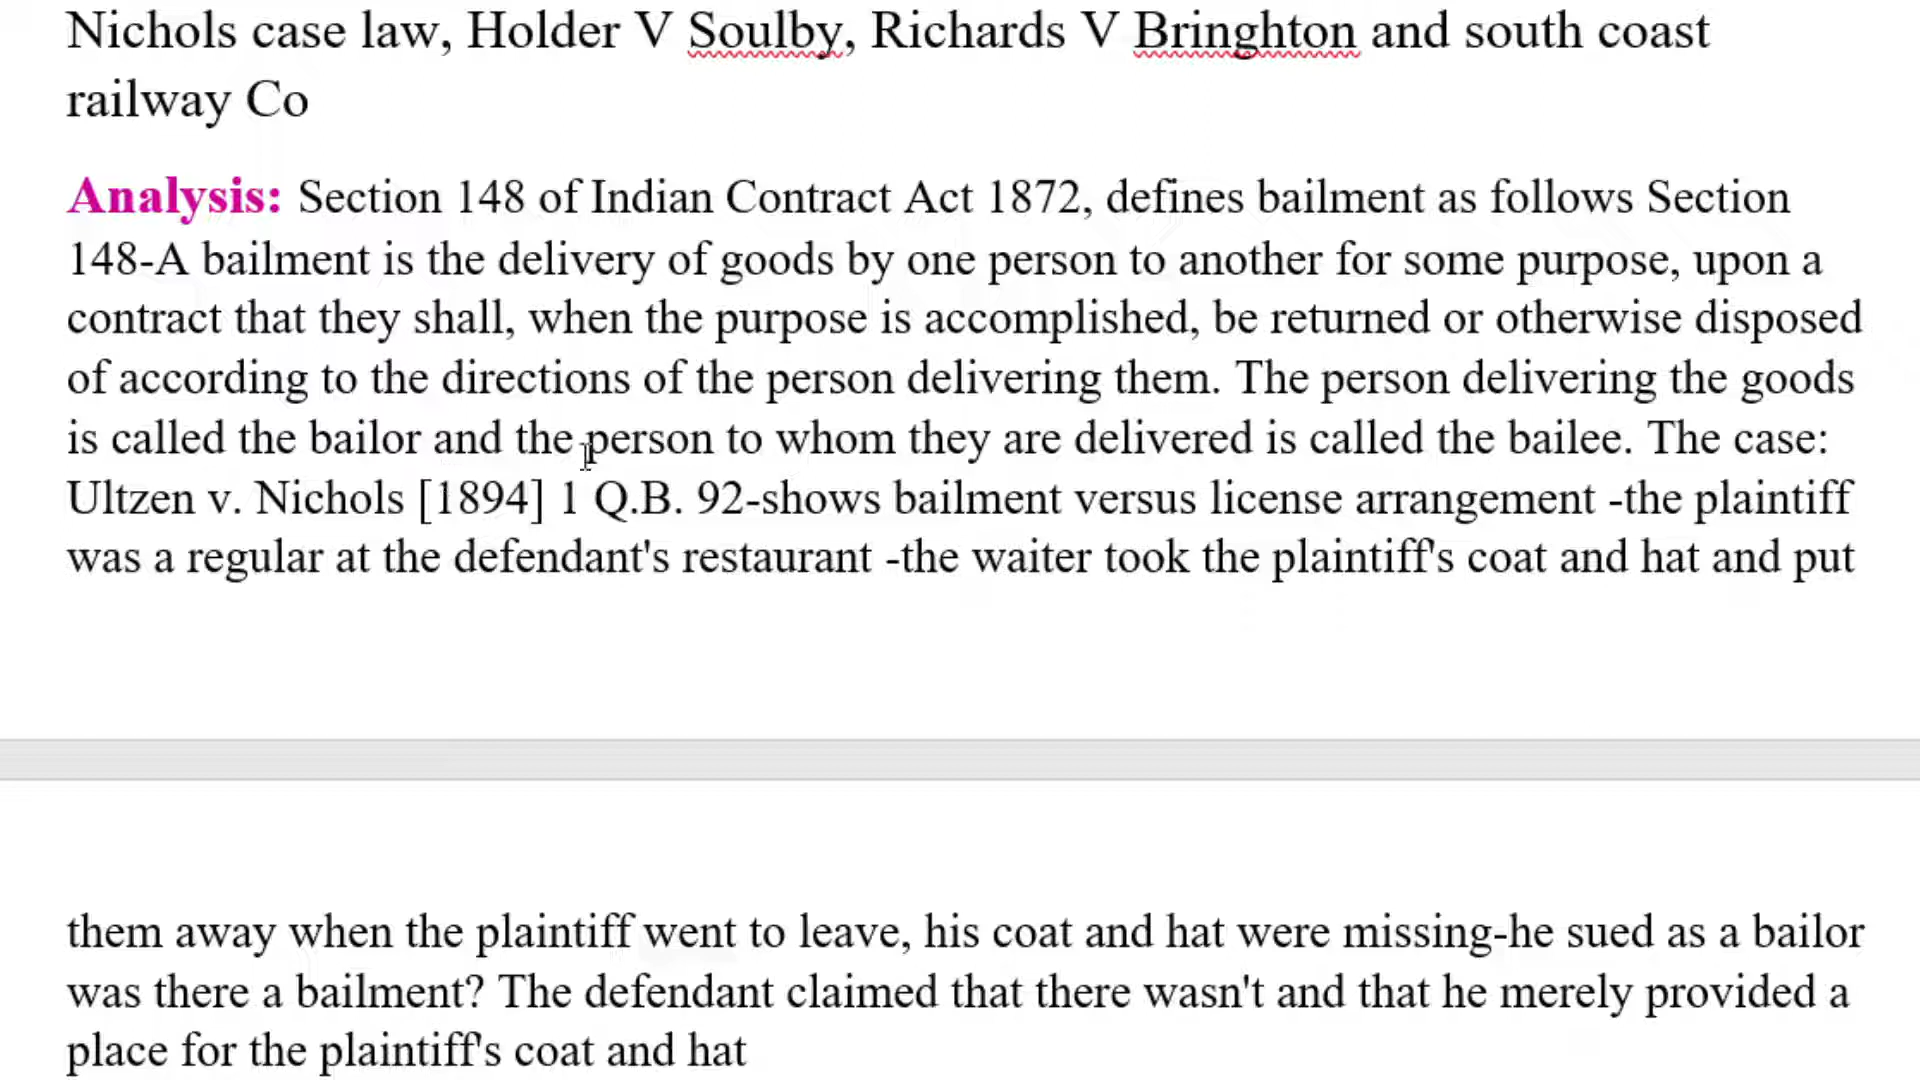 Nichols case law, Holder V Soulby, Richards V Bringhton and south coast
railway Co
Analysis: Section 148 of Indian Contract Act 1872, defines bailment as follows Section
148-A bailment is the delivery of goods by one person to another for some purpose, upon a
contract that they shall, when the purpose is accomplished, be returned or otherwise disposed
of according to the directions of the person delivering them. The person delivering the goods
is called the bailor and the person to whom they are delivered is called the bailee. The case:
Ultzen v. Nichols [1894] 1 Q.B. 92-shows bailment versus license arrangement -the plaintiff
was a regular at the defendant's restaurant -the waiter took the plaintiff's coat and hat and put
them away when the plaintiff went to leave, his coat and hat were missing-he sued as a bailor
was there a bailment? The defendant claimed that there wasn't and that he merely provided a
place for the plaintiff's coat and hat